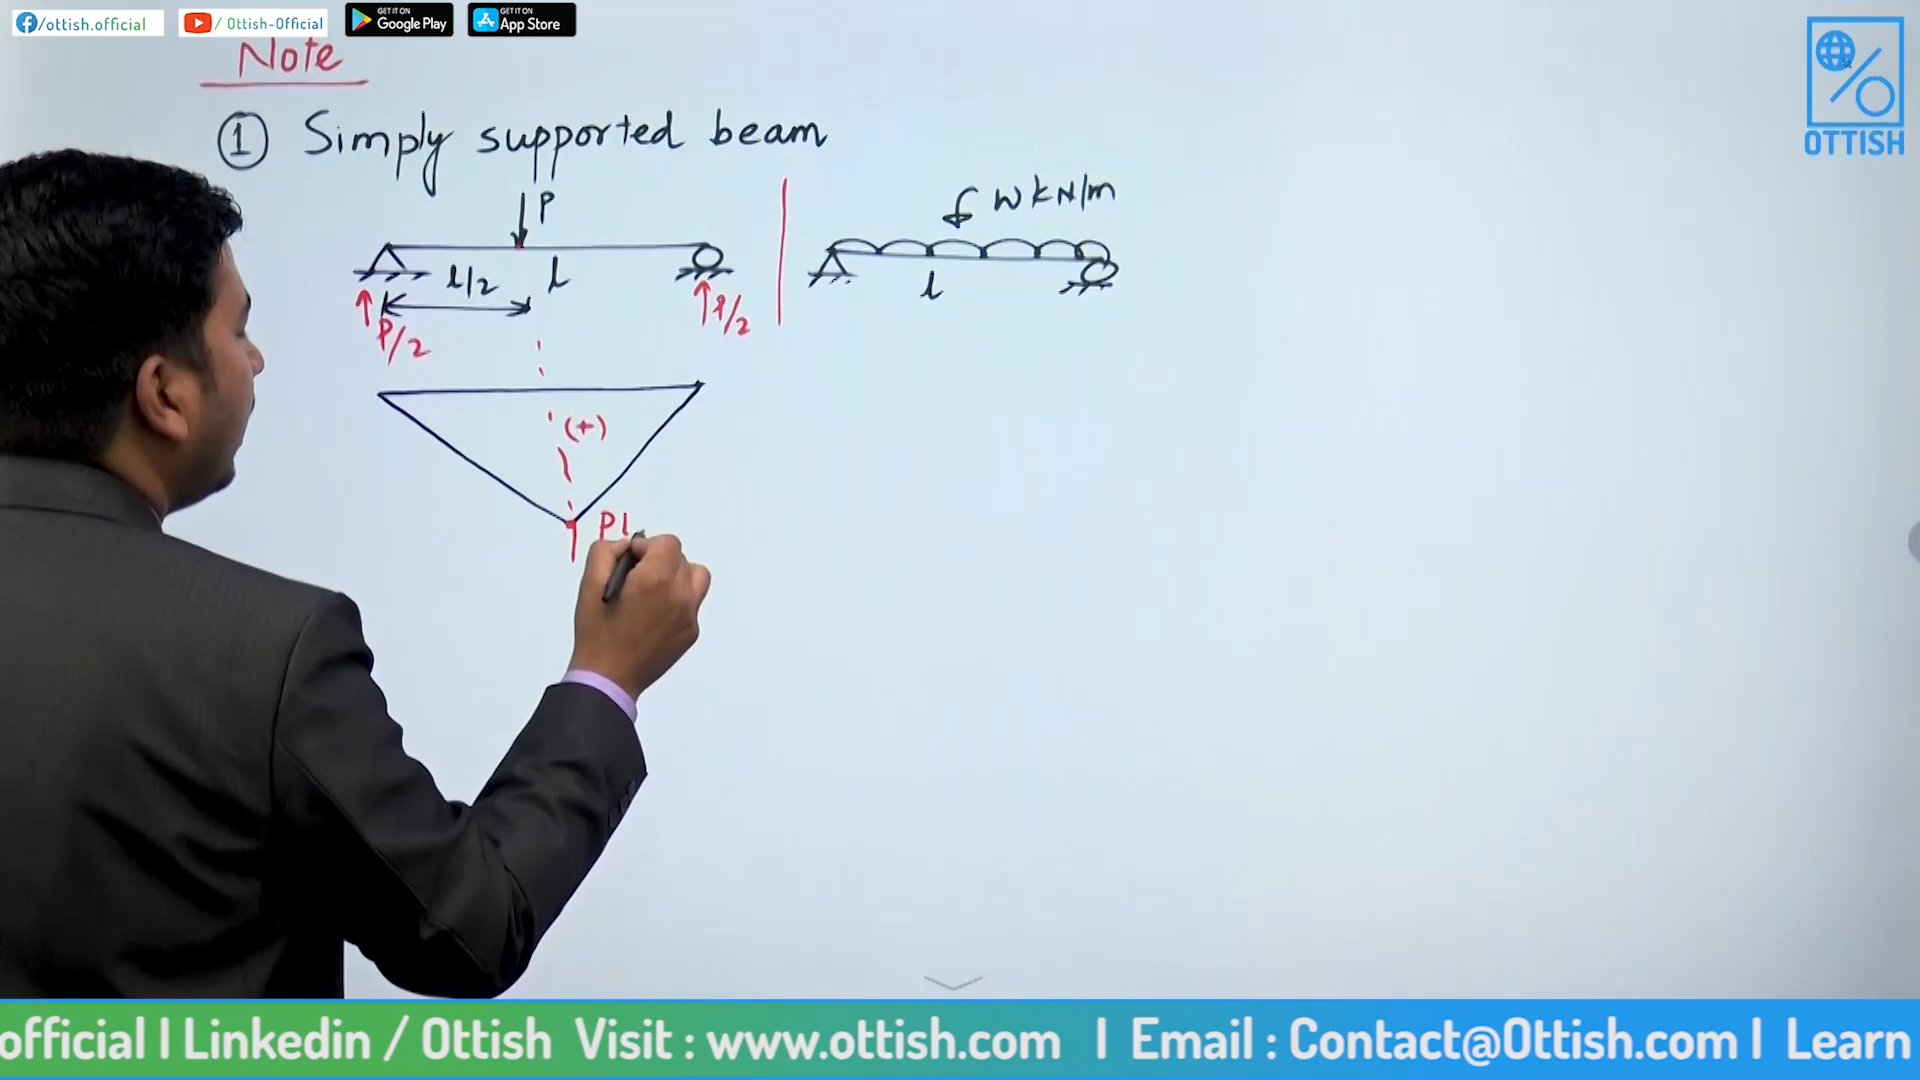 /ottish.official
/ Ottish-Official
GET IT ON
Google Play
GET IT ON
App Store
OTTISH
Note
① Simply supported beam
P
w kN/m
l/2
l
l
P/2
P/2
(+)
Pl
official I Linkedin / Ottish Visit : www.ottish.com I Email : Contact@Ottish.com I Learn